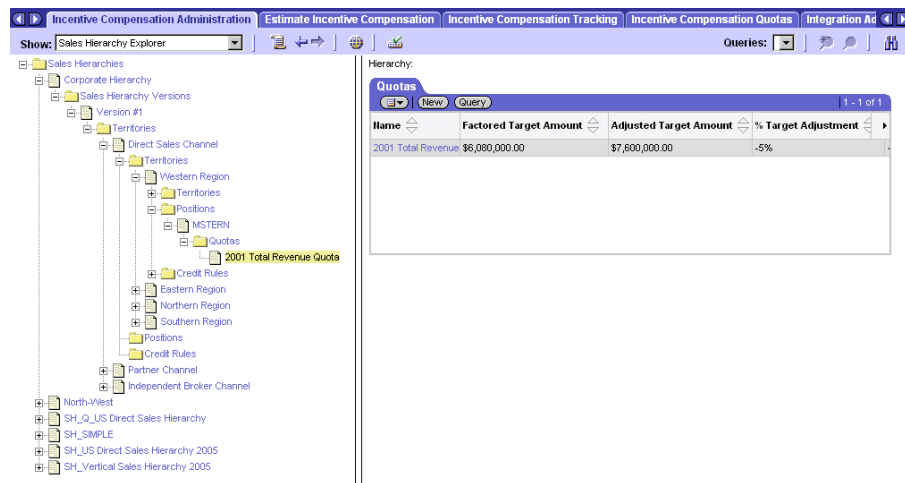 Incentive Compensation Administration Estimate Incentive Compensation Incentive Compensation Tracking Incentive Compensation Quotas Integration Ad
Show: Sales Hierarchy Explorer Queries:
Sales Hierarchies
Corporate Hierarchy
Sales Hierarchy Versions
Version #1
Territories
Direct Sales Channel
Territories
Western Region
Territories
Positions
MSTERN
Quotas
2001 Total Revenue Quota
Credit Rules
Eastern Region
Northern Region
Southern Region
Positions
Credit Rules
Partner Channel
Independent Broker Channel
North-West
SH_Q_US Direct Sales Hierarchy
SH_SIMPLE
SH_US Direct Sales Hierarchy 2005
SH_Vertical Sales Hierarchy 2005
Hierarchy:
Quotas
New Query 1 - 1 of 1
Name Factored Target Amount Adjusted Target Amount % Target Adjustment
2001 Total Revenue $6,080,000.00 $7,600,000.00 -5%